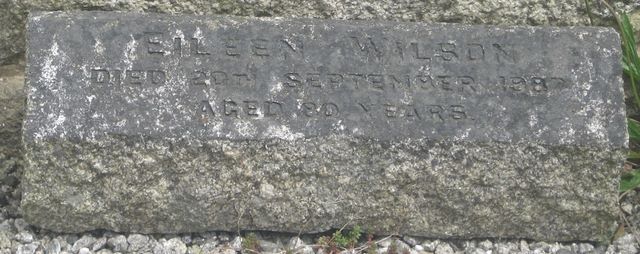 EILEEN WILSON
DIED 20TH SEPTEMBER 1987
AGED 80 YEARS